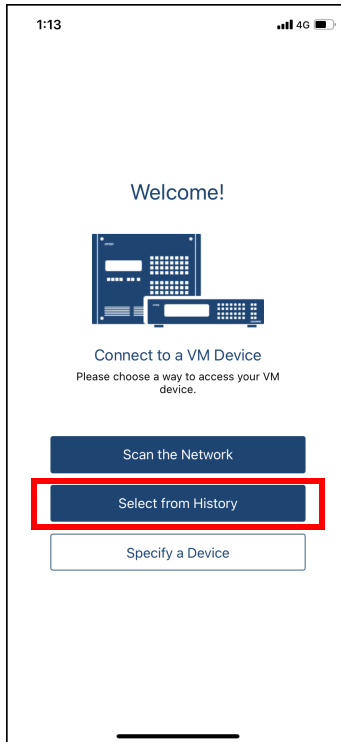 1:13 4G
Welcome!
Connect to a VM Device
Please choose a way to access your VM
device.
Scan the Network
Select from History
Specify a Device